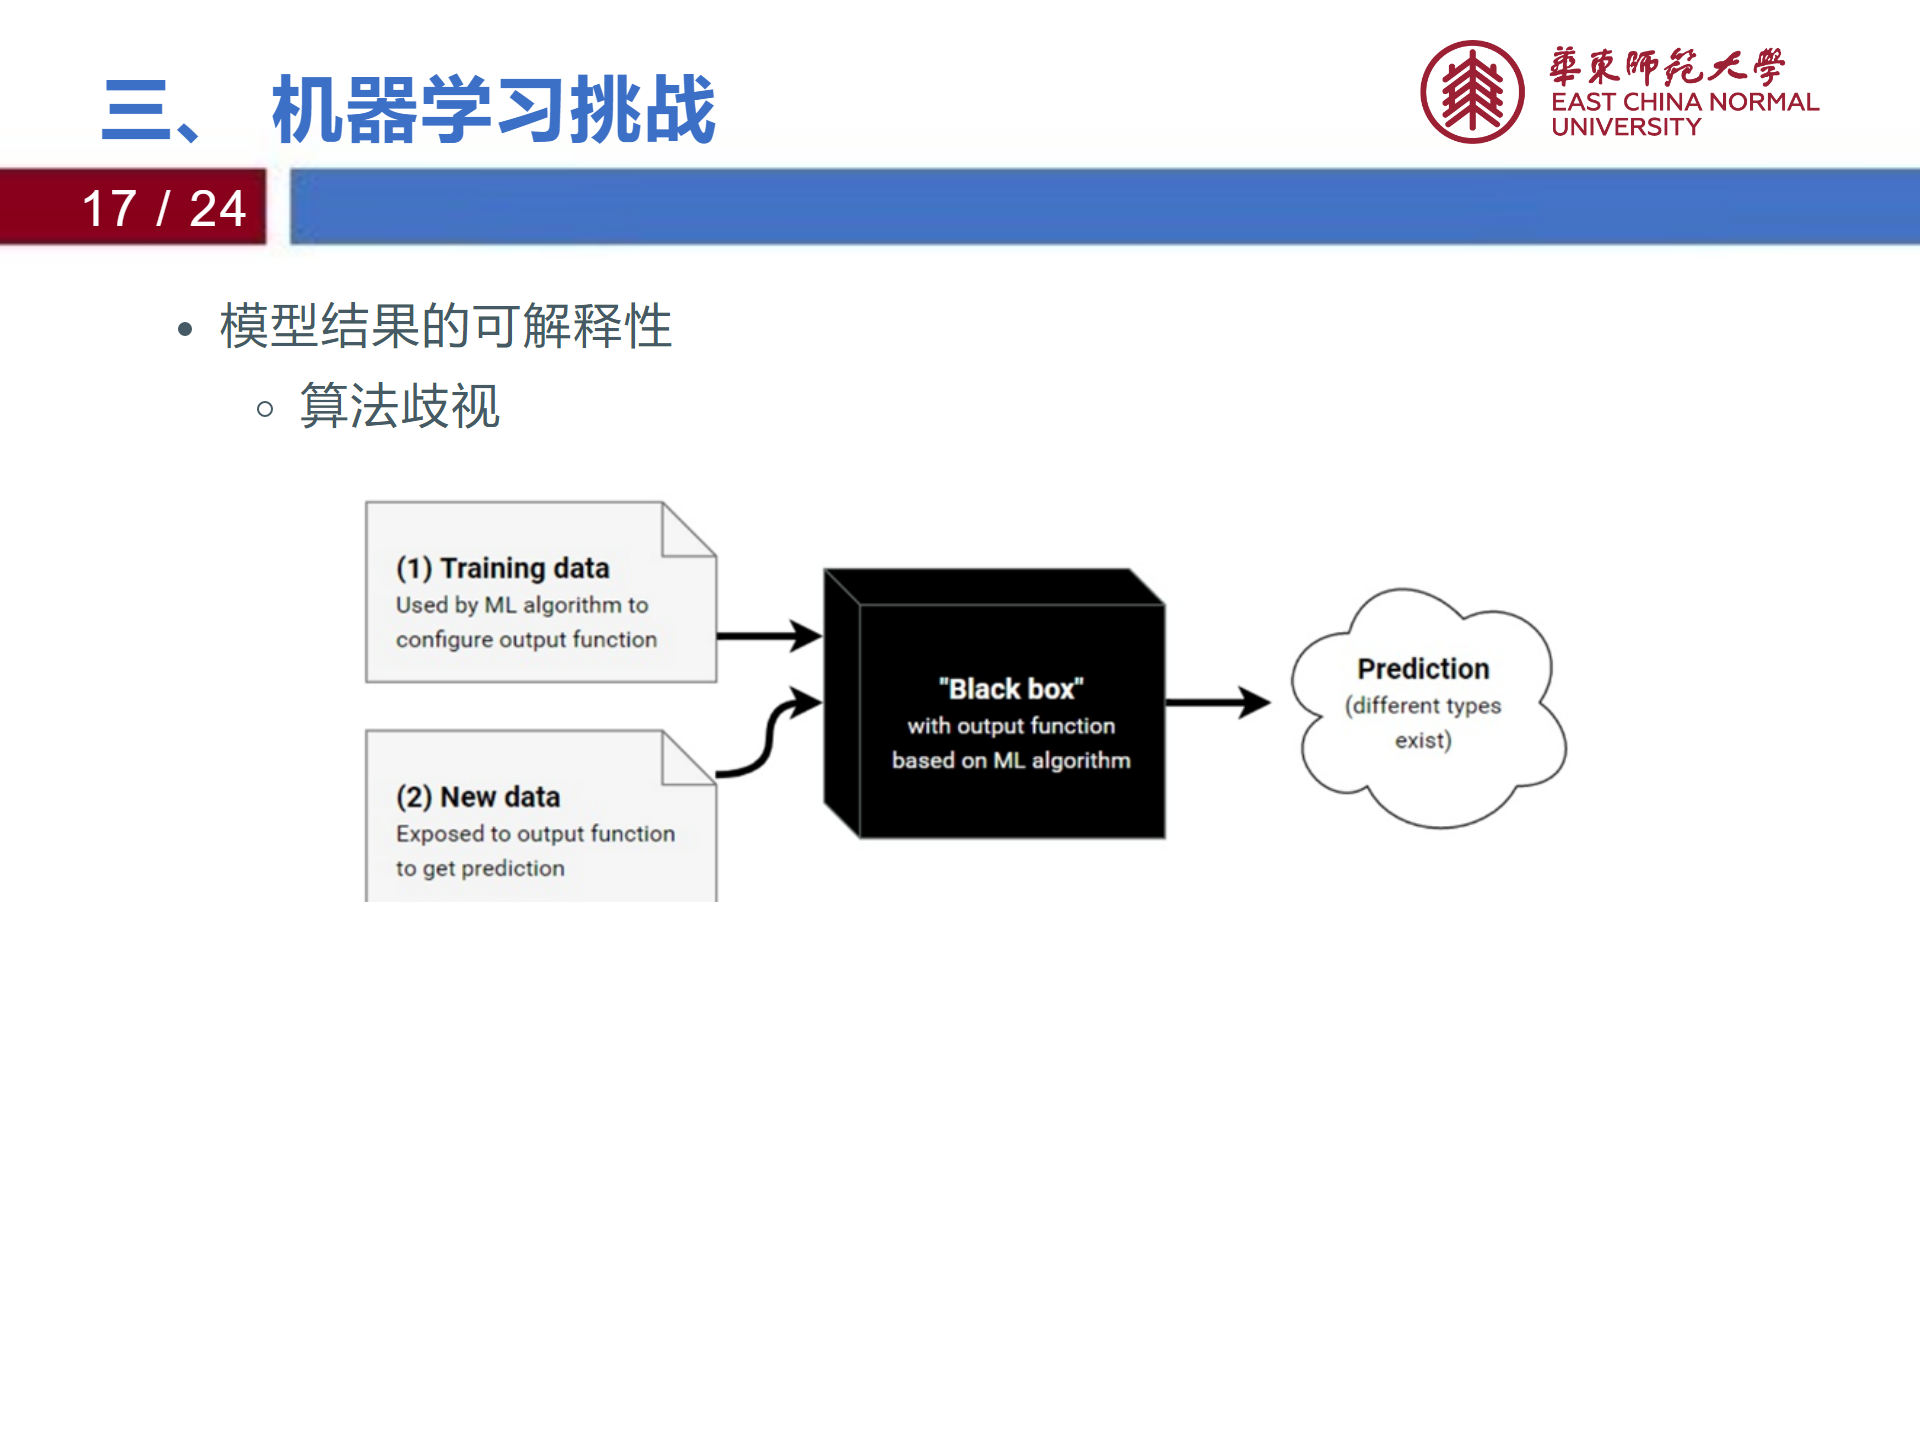 三、 机器学习挑战
華東師範大學
EAST CHINA NORMAL
UNIVERSITY
17 / 24
• 模型结果的可解释性
○ 算法歧视
(1) Training data
Used by ML algorithm to
configure output function
(2) New data
Exposed to output function
to get prediction
"Black box"
with output function
based on ML algorithm
Prediction
(different types
exist)